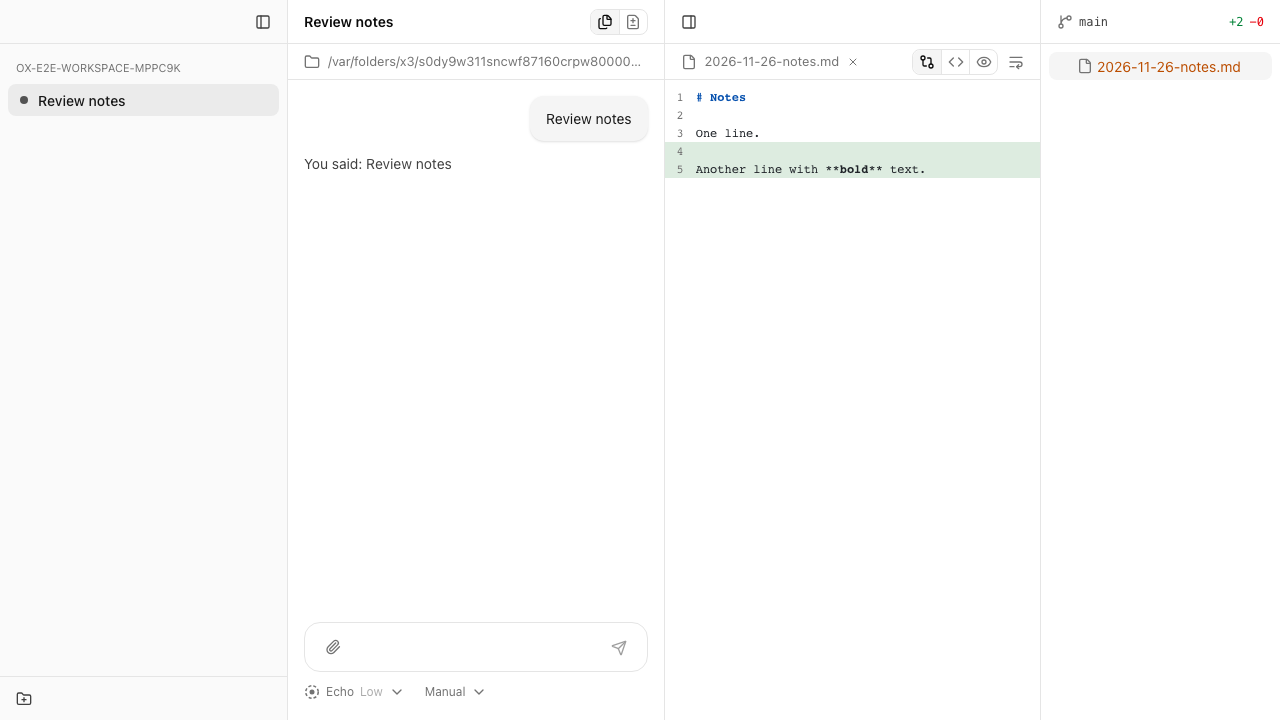 OX-E2E-WORKSPACE-MPPC9K
Review notes
Review notes
/var/folders/x3/s0dy9w311sncwf87160crpw80000...
Review notes
You said: Review notes
Echo Low
Manual
2026-11-26-notes.md
1 # Notes
2
3 One line.
4
5 Another line with **bold** text.
main
+2 −0
2026-11-26-notes.md